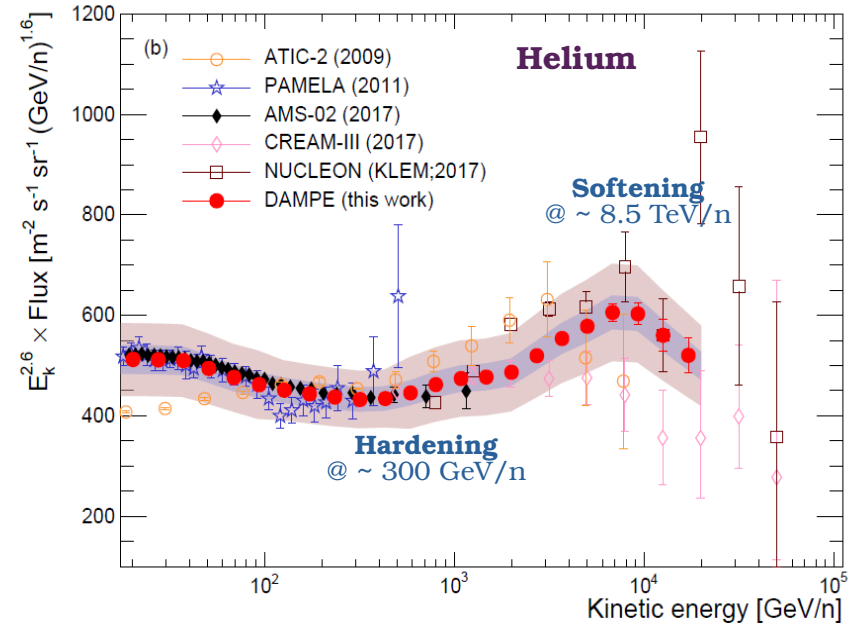 (b)
Helium
ATIC-2 (2009)
PAMELA (2011)
AMS-02 (2017)
CREAM-III (2017)
NUCLEON (KLEM;2017)
DAMPE (this work)
Softening
@ ~ 8.5 TeV/n
Hardening
@ ~ 300 GeV/n
E_k^2.6 × Flux [m^-2 s^-1 sr^-1 (GeV/n)^1.6]
1200
1000
800
600
400
200
10^2
10^3
10^4
10^5
Kinetic energy [GeV/n]